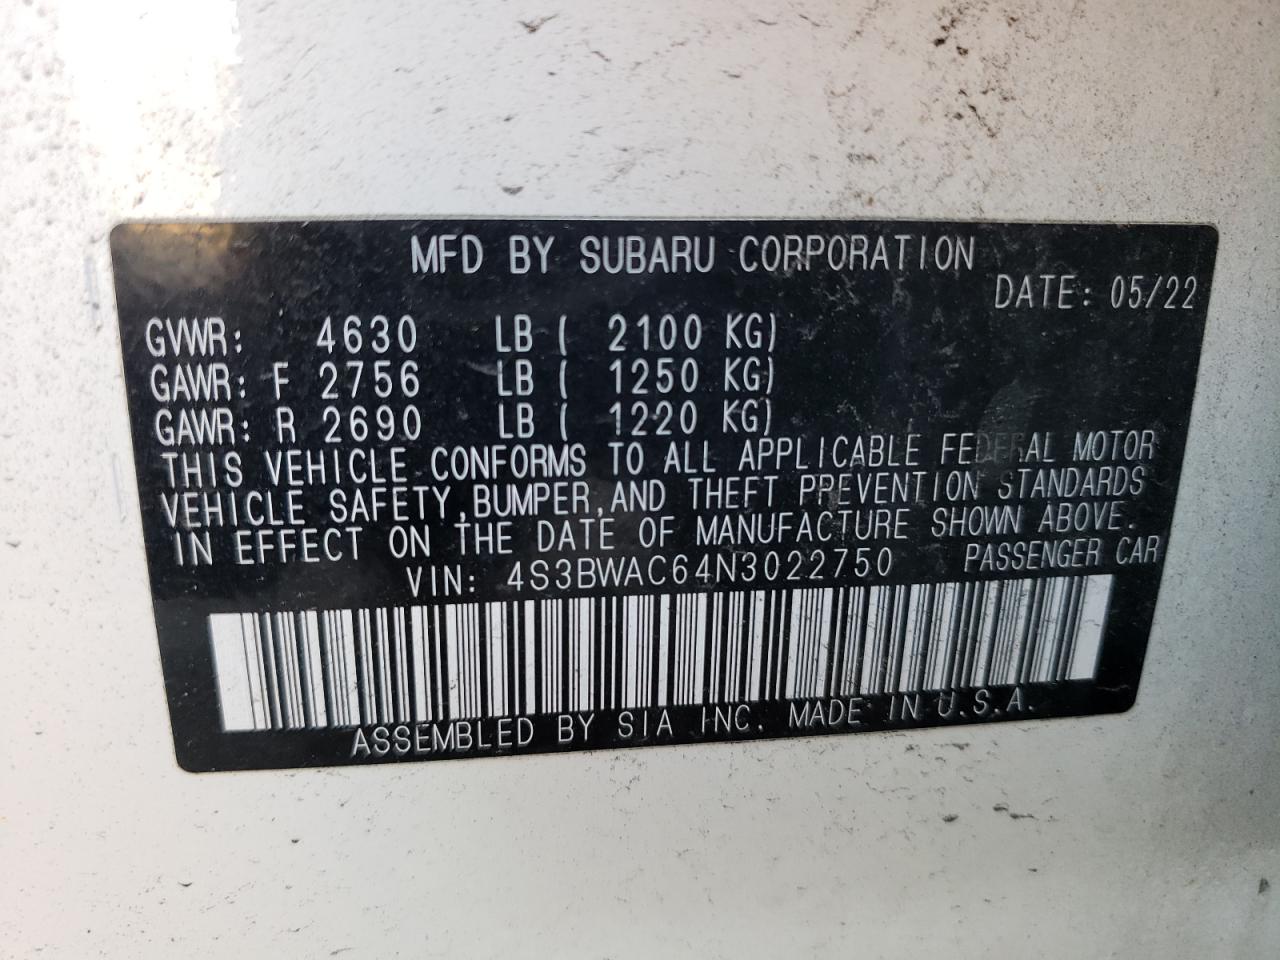 MFD BY SUBARU CORPORATION
DATE: 05/22
GVWR: 4630 LB ( 2100 KG)
GAWR: F 2756 LB ( 1250 KG)
GAWR: R 2690 LB ( 1220 KG)
THIS VEHICLE CONFORMS TO ALL APPLICABLE FEDERAL MOTOR
VEHICLE SAFETY, BUMPER, AND THEFT PREVENTION STANDARDS
IN EFFECT ON THE DATE OF MANUFACTURE SHOWN ABOVE.
VIN: 4S3BWAC64N3022750 PASSENGER CAR
ASSEMBLED BY SIA INC. MADE IN U.S.A.